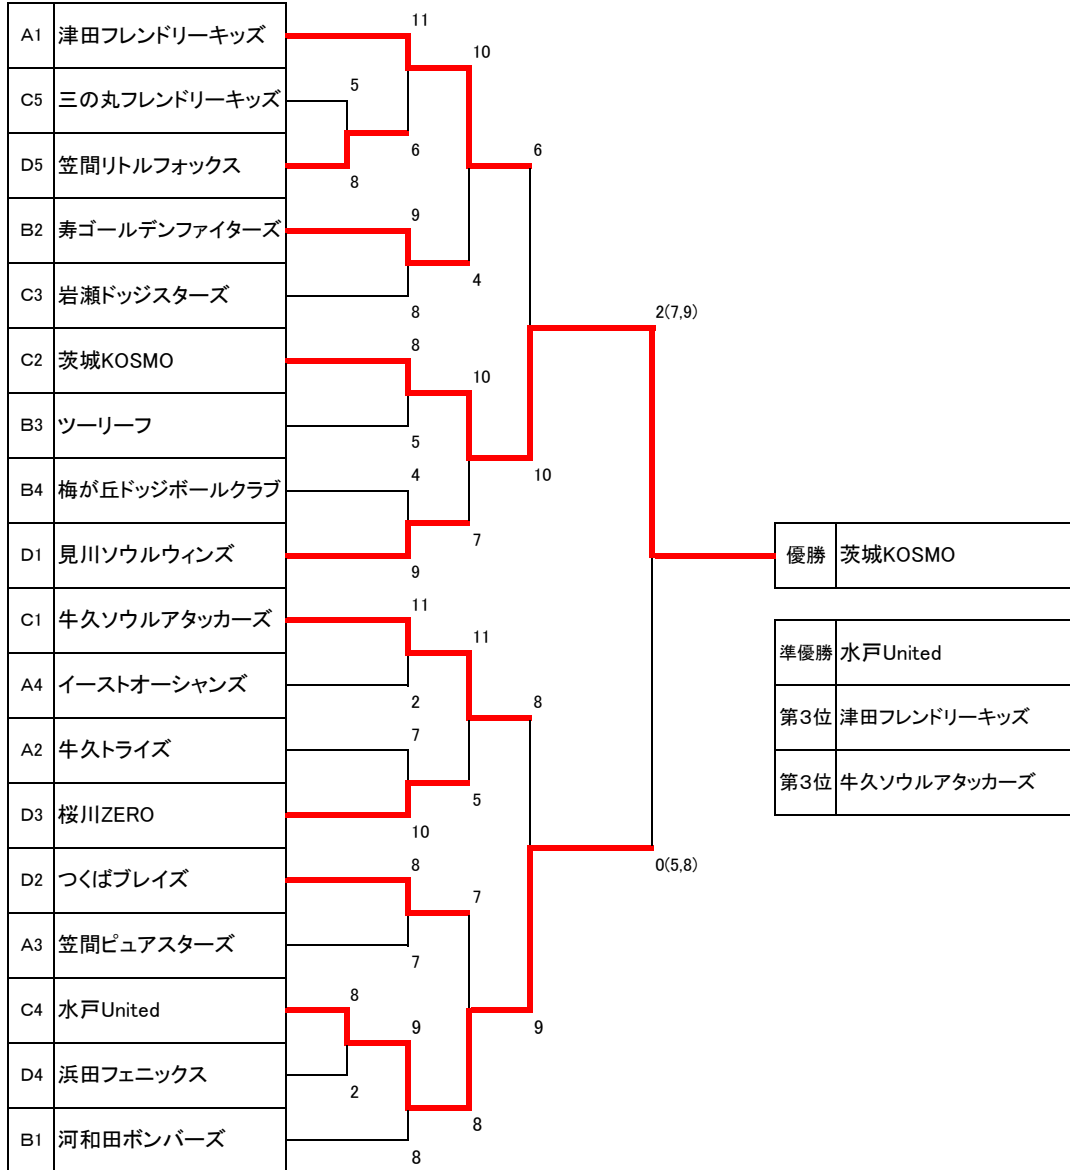 A1 津田フレンドリーキッズ
C5 三の丸フレンドリーキッズ
D5 笠間リトルフォックス
B2 寿ゴールデンファイターズ
C3 岩瀬ドッジスターズ
C2 茨城KOSMO
B3 ツーリーフ
B4 梅が丘ドッジボールクラブ
D1 見川ソウルウィンズ
C1 牛久ソウルアタッカーズ
A4 イーストオーシャンズ
A2 牛久トライズ
D3 桜川ZERO
D2 つくばブレイズ
A3 笠間ピュアスターズ
C4 水戸United
D4 浜田フェニックス
B1 河和田ボンバーズ
5
8
8
2
11
6
9
8
8
5
4
9
11
2
7
10
8
7
9
8
10
4
10
7
11
5
7
8
6
10
8
9
2(7,9)
0(5,8)
優勝 茨城KOSMO
準優勝 水戸United
第3位 津田フレンドリーキッズ
第3位 牛久ソウルアタッカーズ